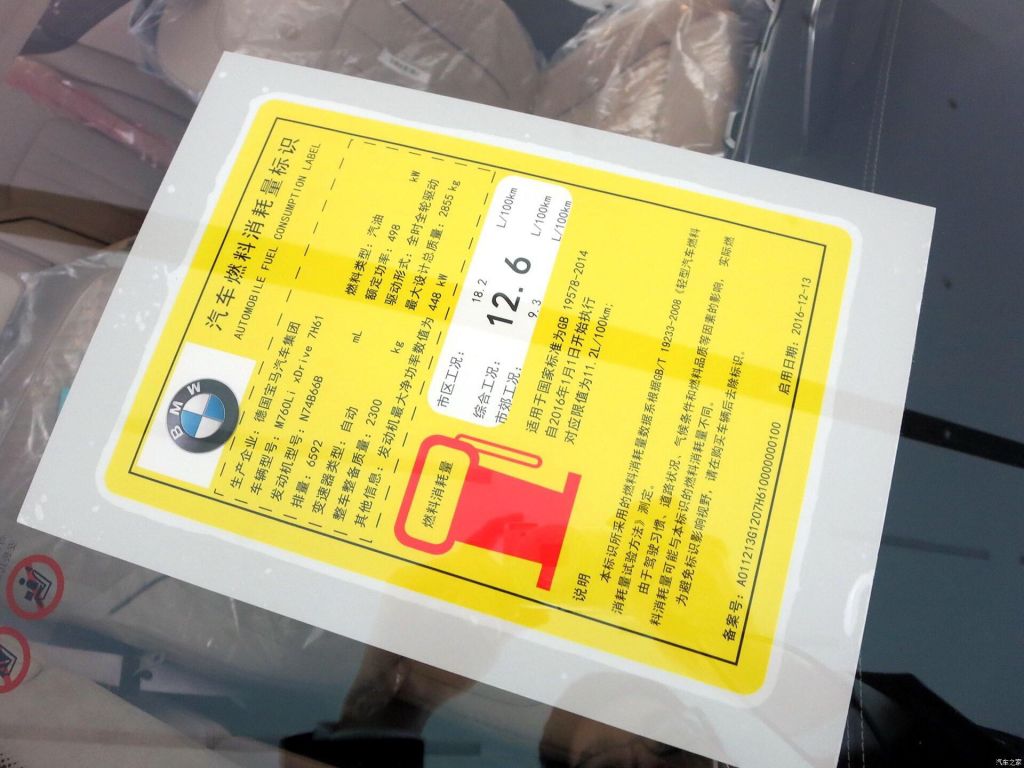 汽车燃料消耗量标识
AUTOMOBILE FUEL CONSUMPTION LABEL
BMW
生产企业：德国宝马汽车集团
车辆型号：M760Li xDrive 7H61
发动机型号：N74B66B 燃料类型：汽油
排量：6592 mL 额定功率：498 kW
变速器类型：自动 驱动形式：全时全轮驱动
整车整备质量：2300 kg 最大设计总质量：2855 kg
其他信息：发动机最大净功率数值为 448 kW
燃料消耗量
市区工况： 18.2 L/100km
综合工况： 12.6 L/100km
市郊工况： 9.3 L/100km
适用于国家标准为GB 19578-2014
自2016年1月1日开始执行
对应限值为11.2L/100km；
说明
本标识所采用的燃料消耗量数据系根据GB/T 19233-2008《轻型汽车燃料
消耗量试验方法》测定。
由于驾驶习惯、道路状况、气候条件和燃料品质等因素的影响，实际燃
料消耗量可能与本标识的燃料消耗量不同。
为避免标识影响视野，请在购买车辆后去除标识。
备案号：A011213G1207H610000000100 启用日期：2016-12-13
汽车之家